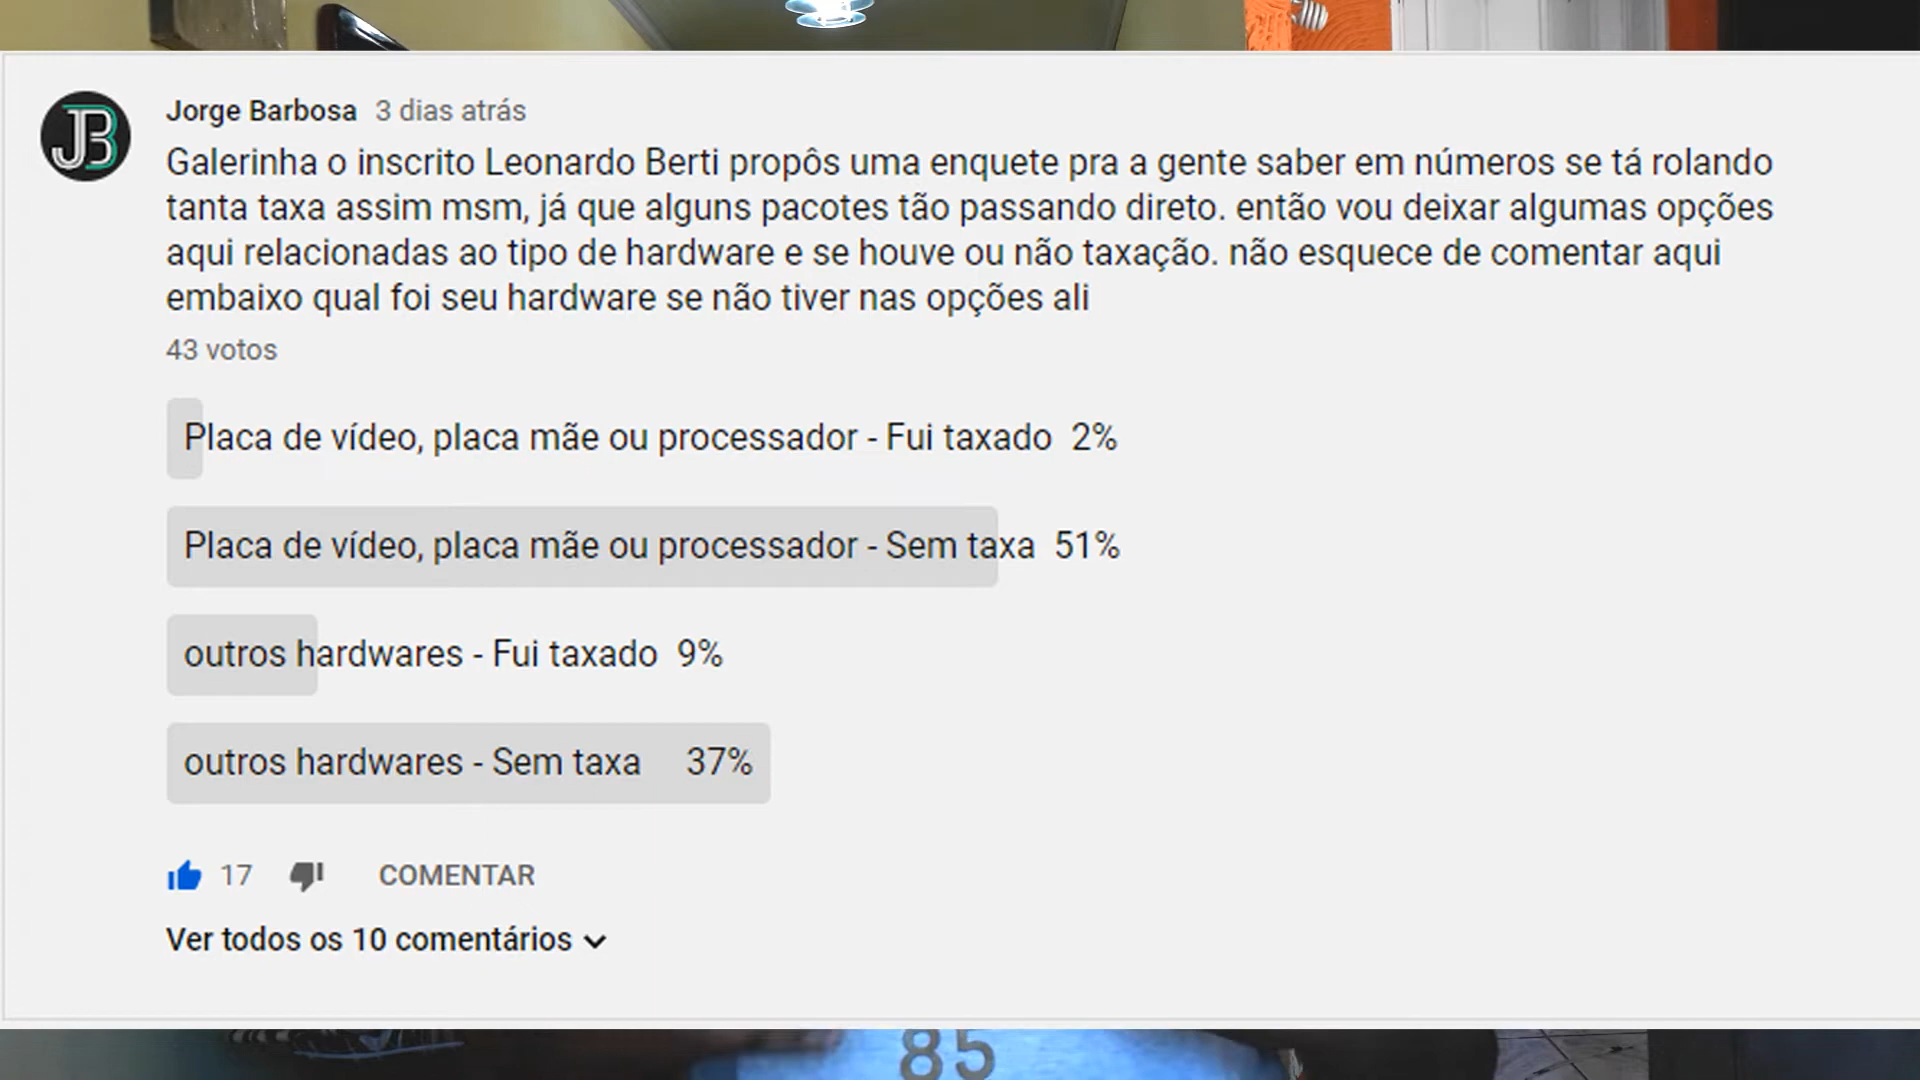 JB
Jorge Barbosa 3 dias atrás
Galerinha o inscrito Leonardo Berti propôs uma enquete pra a gente saber em números se tá rolando
tanta taxa assim msm, já que alguns pacotes tão passando direto. então vou deixar algumas opções
aqui relacionadas ao tipo de hardware e se houve ou não taxação. não esquece de comentar aqui
embaixo qual foi seu hardware se não tiver nas opções ali
43 votos
Placa de vídeo, placa mãe ou processador - Fui taxado 2%
Placa de vídeo, placa mãe ou processador - Sem taxa 51%
outros hardwares - Fui taxado 9%
outros hardwares - Sem taxa 37%
17 COMENTAR
Ver todos os 10 comentários
85